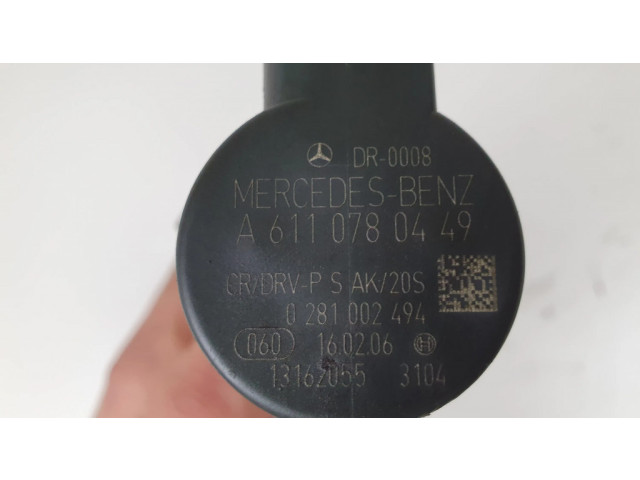 DR-0008
MERCEDES-BENZ
A 611 078 04 49
CR/DRV-P S AK/20S
0 281 002 494
060 16.02.06
13162055 3104